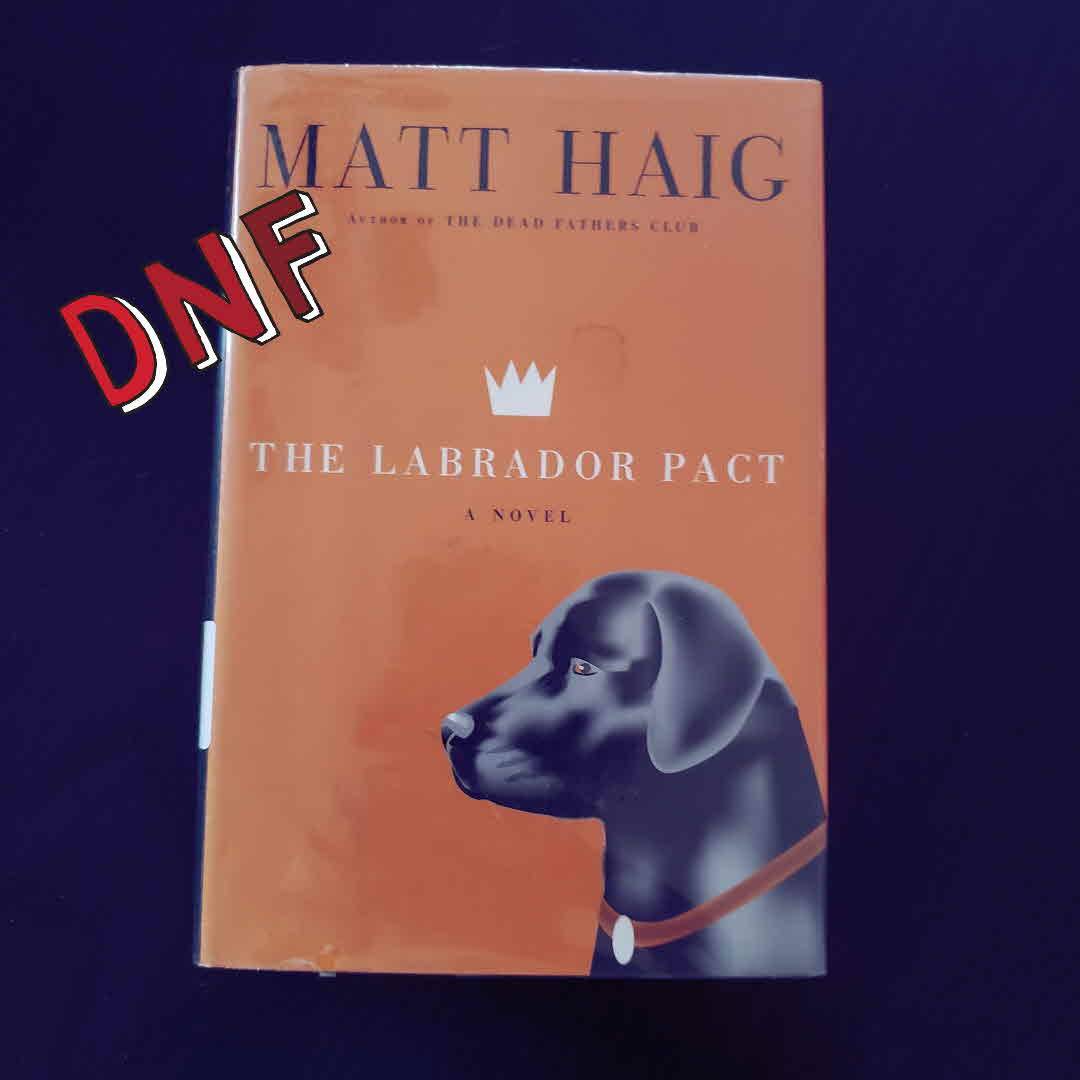 MATT HAIG
AUTHOR OF THE DEAD FATHERS CLUB
DNF
THE LABRADOR PACT
A NOVEL